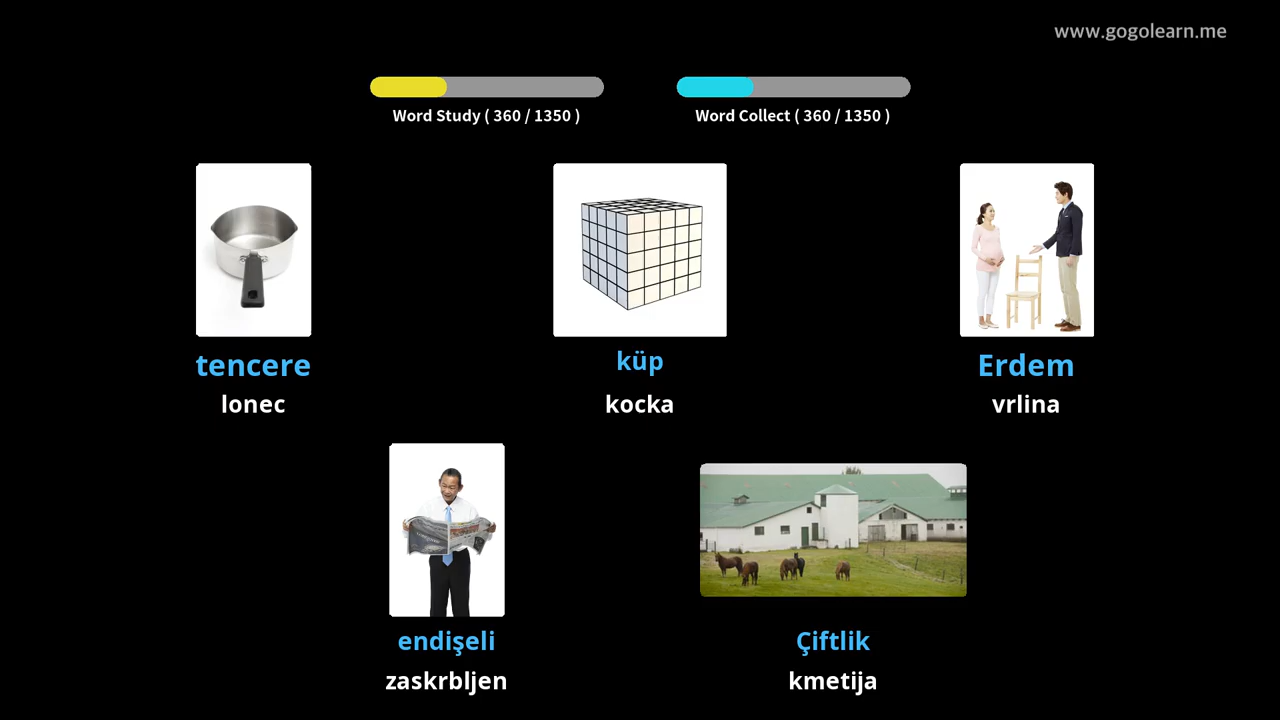 www.gogolearn.me
Word Study ( 360 / 1350 )
Word Collect ( 360 / 1350 )
tencere
lonec
küp
kocka
Erdem
vrlina
endişeli
zaskrbljen
Çiftlik
kmetija